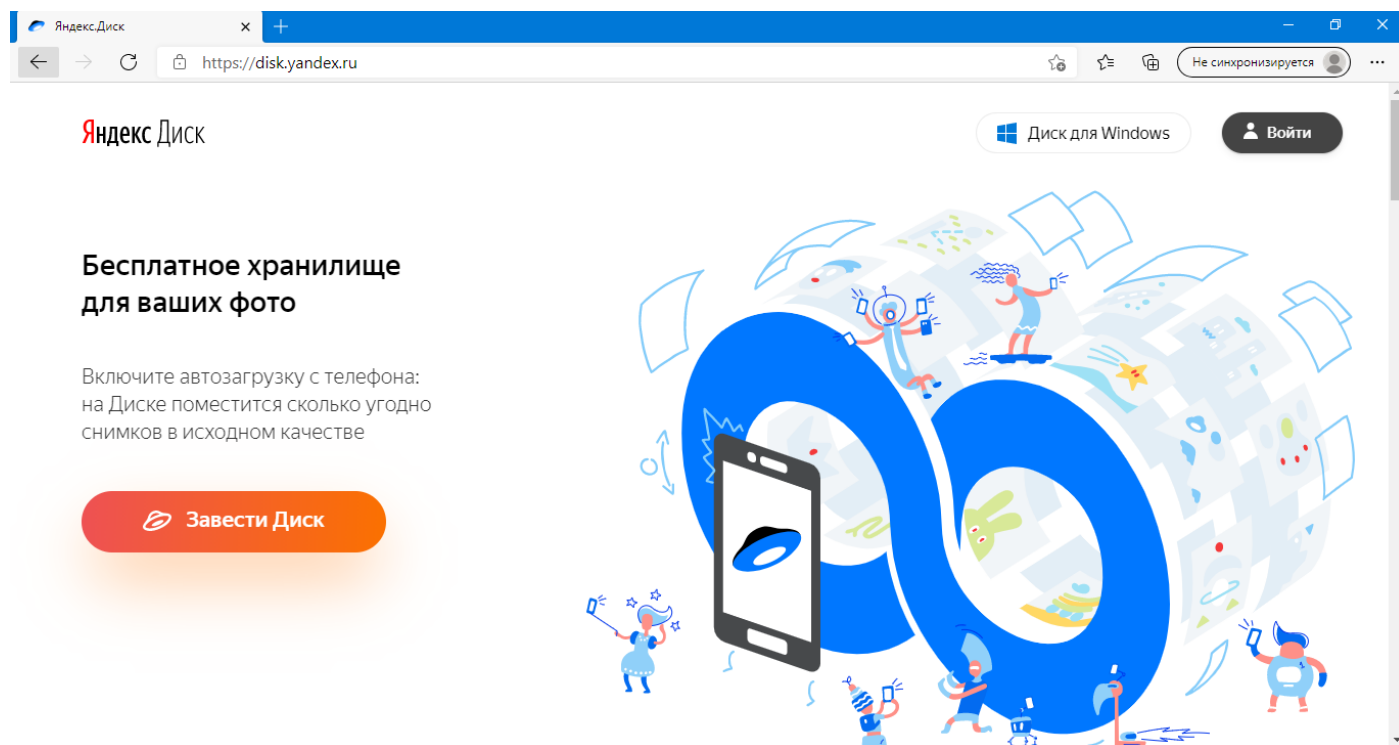 Яндекс.Диск
https://disk.yandex.ru
Не синхронизируется
Яндекс Диск
Диск для Windows
Войти
Бесплатное хранилище
для ваших фото
Включите автозагрузку с телефона:
на Диске поместится сколько угодно
снимков в исходном качестве
Завести Диск